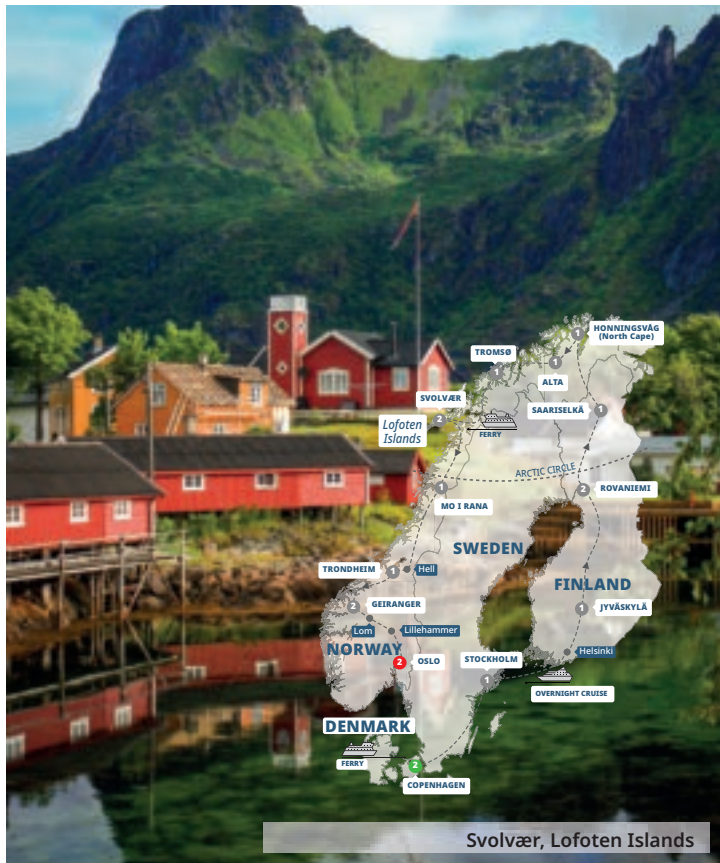 HONNINGSVÅG
(North Cape)
1
TROMSØ
1
1
ALTA
SVOLVÆR
2
SAARISELKÄ
1
Lofoten
Islands
FERRY
ARCTIC CIRCLE
1
MO I RANA
2
ROVANIEMI
SWEDEN
TRONDHEIM
1
Hell
FINLAND
2
GEIRANGER
1
JYVÄSKYLÄ
Lom
Lillehammer
NORWAY
Helsinki
2
OSLO
STOCKHOLM
1
OVERNIGHT CRUISE
DENMARK
FERRY
2
COPENHAGEN
Svolvær, Lofoten Islands